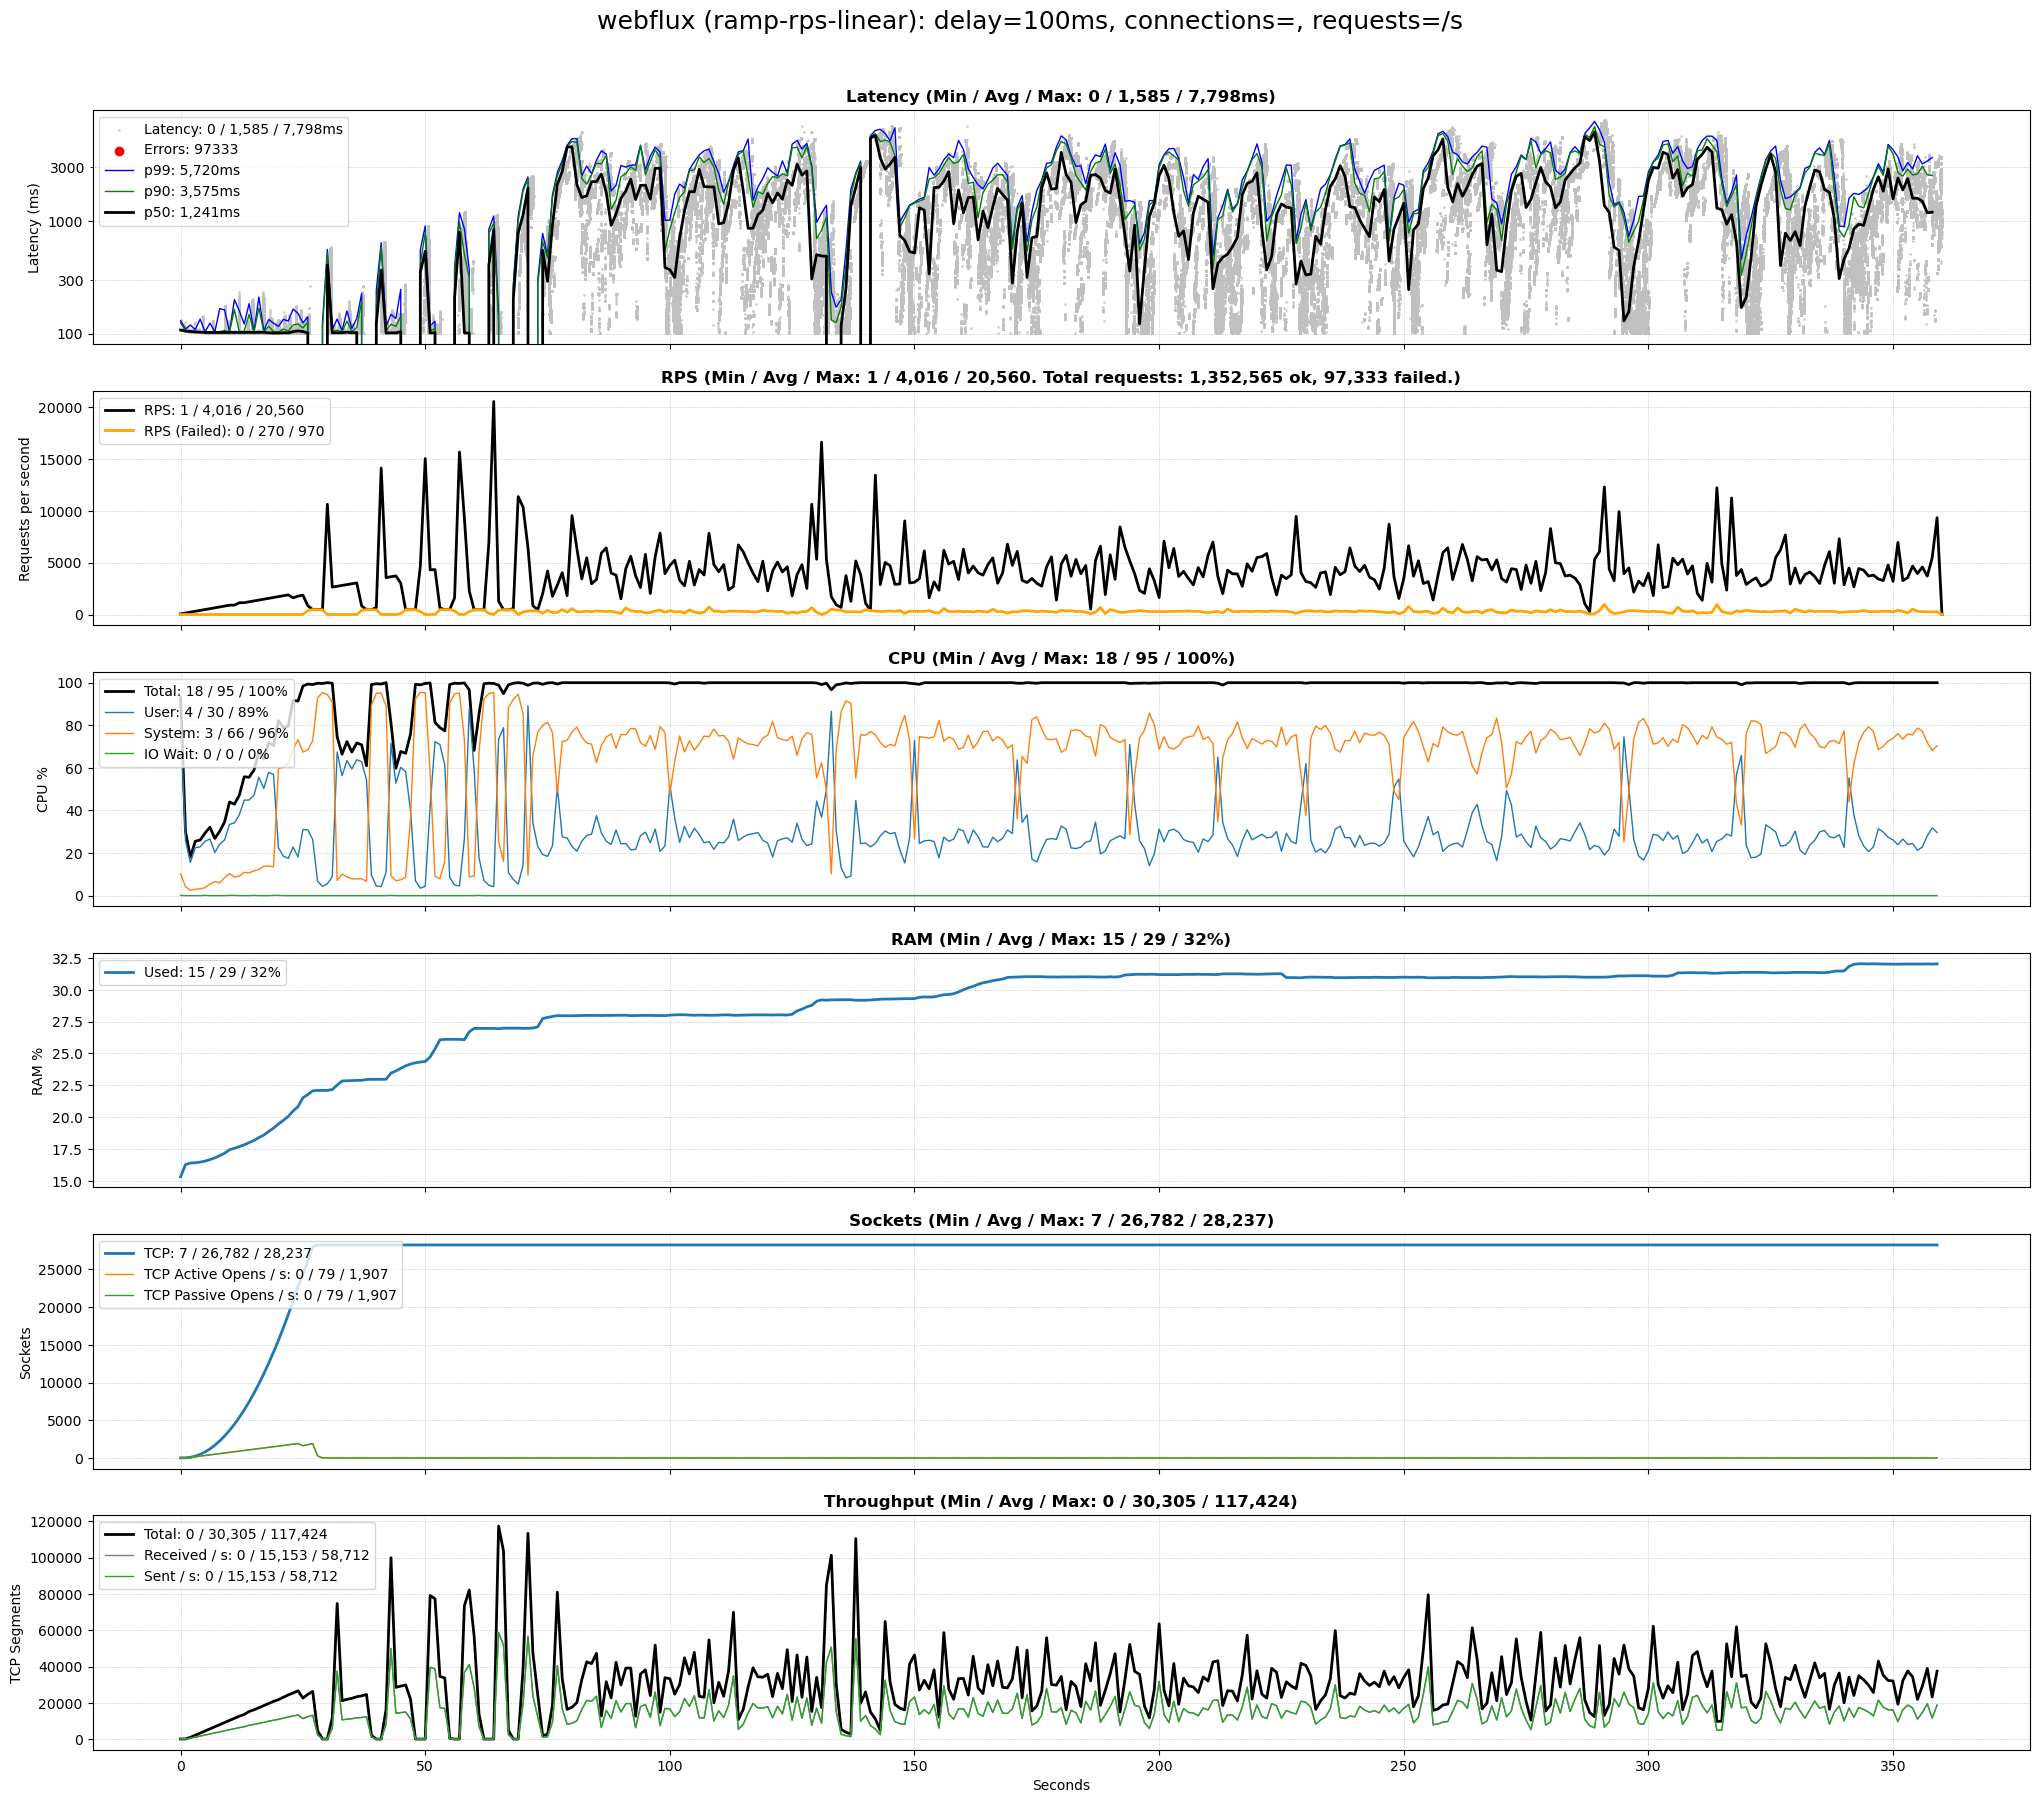 webflux (ramp-rps-linear): delay=100ms, connections=, requests=/s
Latency (Min / Avg / Max: 0 / 1,585 / 7,798ms)
Latency (ms)
3000
1000
300
100
Latency: 0 / 1,585 / 7,798ms
Errors: 97333
p99: 5,720ms
p90: 3,575ms
p50: 1,241ms
RPS (Min / Avg / Max: 1 / 4,016 / 20,560. Total requests: 1,352,565 ok, 97,333 failed.)
Requests per second
20000
15000
10000
5000
0
RPS: 1 / 4,016 / 20,560
RPS (Failed): 0 / 270 / 970
CPU (Min / Avg / Max: 18 / 95 / 100%)
CPU %
100
80
60
40
20
0
Total: 18 / 95 / 100%
User: 4 / 30 / 89%
System: 3 / 66 / 96%
IO Wait: 0 / 0 / 0%
RAM (Min / Avg / Max: 15 / 29 / 32%)
RAM %
32.5
30.0
27.5
25.0
22.5
20.0
17.5
15.0
Used: 15 / 29 / 32%
Sockets (Min / Avg / Max: 7 / 26,782 / 28,237)
Sockets
25000
20000
15000
10000
5000
0
TCP: 7 / 26,782 / 28,237
TCP Active Opens / s: 0 / 79 / 1,907
TCP Passive Opens / s: 0 / 79 / 1,907
Throughput (Min / Avg / Max: 0 / 30,305 / 117,424)
TCP Segments
120000
100000
80000
60000
40000
20000
0
Total: 0 / 30,305 / 117,424
Received / s: 0 / 15,153 / 58,712
Sent / s: 0 / 15,153 / 58,712
0 50 100 150 200 250 300 350
Seconds